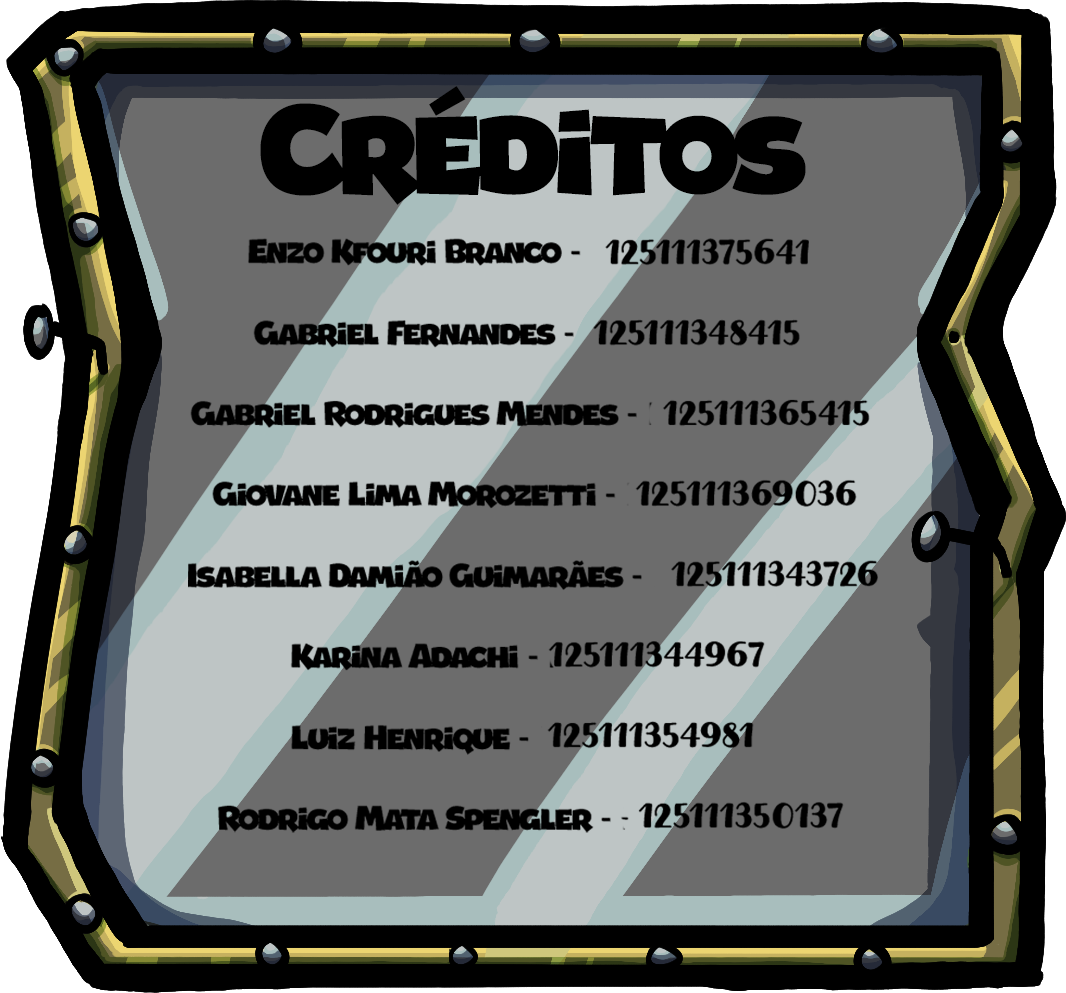 CRÉDiTOS
ENZO KFOURi BRANCO - 125111375641
GABRiEL FERNANDES - 125111348415
GABRiEL RODRiGUES MENDES - 125111365415
GiOVANE LiMA MOROZETTi - 125111369036
ISABELLA DAMiÃO GUiMARÃES - 125111343726
KARiNA ADACHi - 125111344967
LUiZ HENRiQUE - 125111354981
RODRiGO MATA SPENGLER - - 125111350137